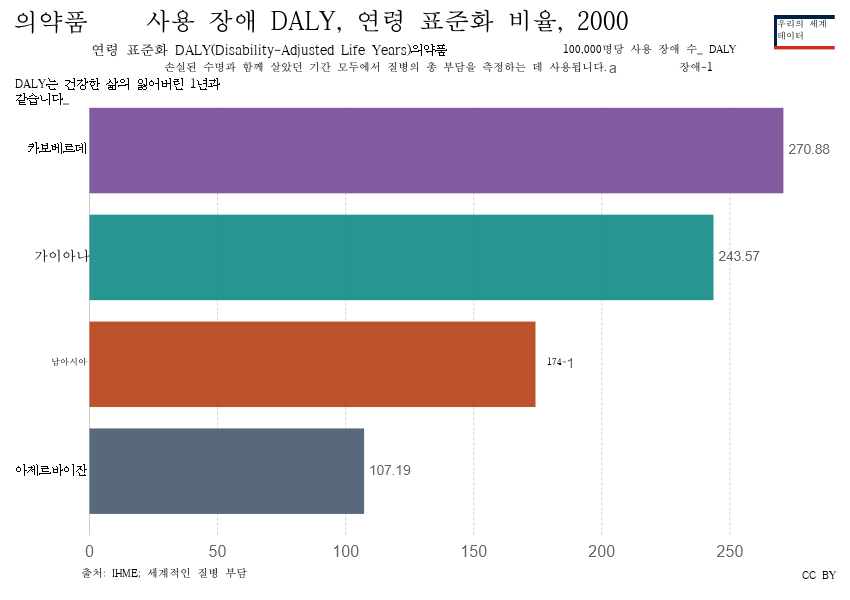 의약품 사용 장애 DALY, 연령 표준화 비율, 2000
우리의 세계
데이터
연령 표준화 DALY(Disability-Adjusted Life Years)의약품 100,000명당 사용 장애 수_ DALY
손실된 수명과 함께 살았던 기간 모두에서 질병의 총 부담을 측정하는 데 사용됩니다.a 장애-1
DALY는 건강한 삶의 잃어버린 1년과
같습니다_
카보베르데 270.88
가이아나 243.57
남아시아 174-1
아제르바이잔 107.19
0 50 100 150 200 250
출처: IHME; 세계적인 질병 부담
CC BY